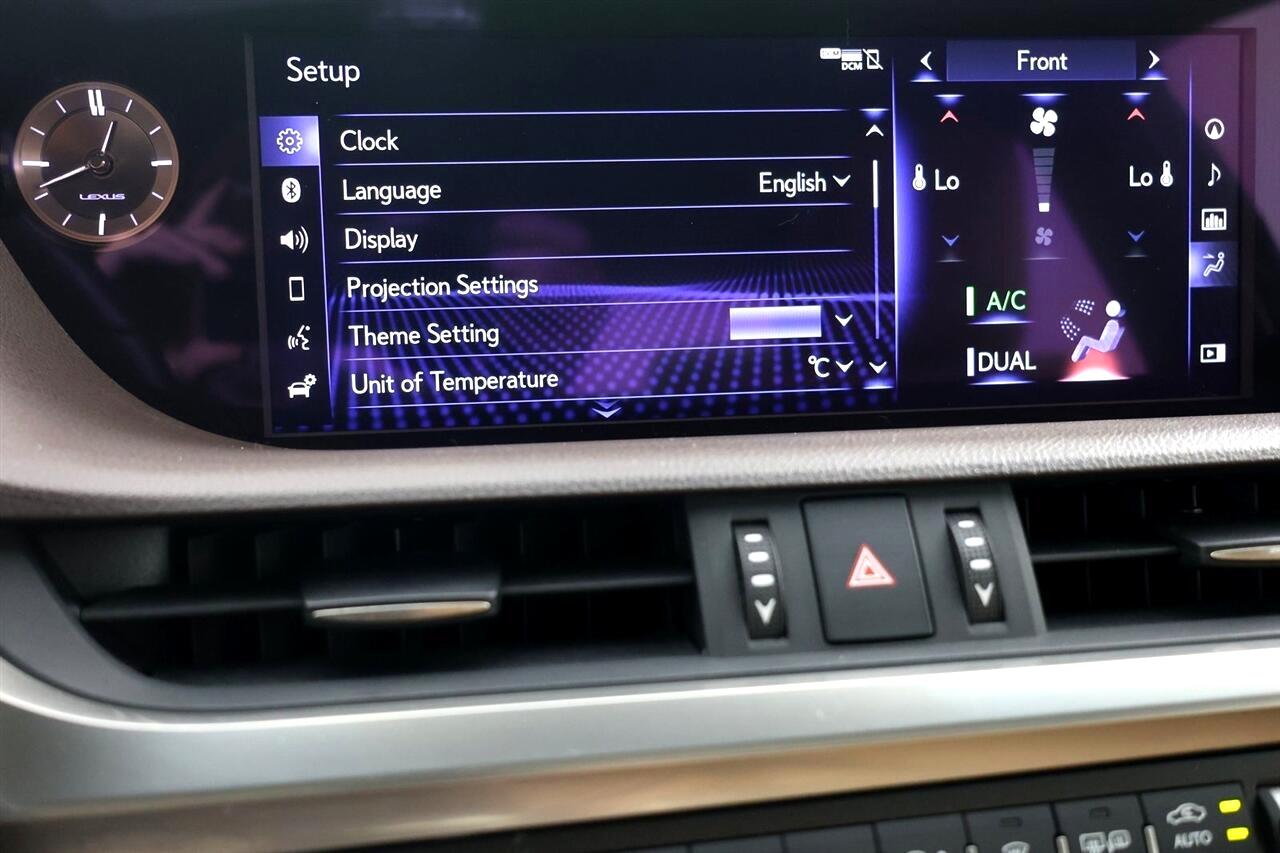 Setup
DCM
Front
LEXUS
Clock
Language English
Display
Projection Settings
Theme Setting
Unit of Temperature °C
Lo
Lo
A/C
DUAL
AUTO